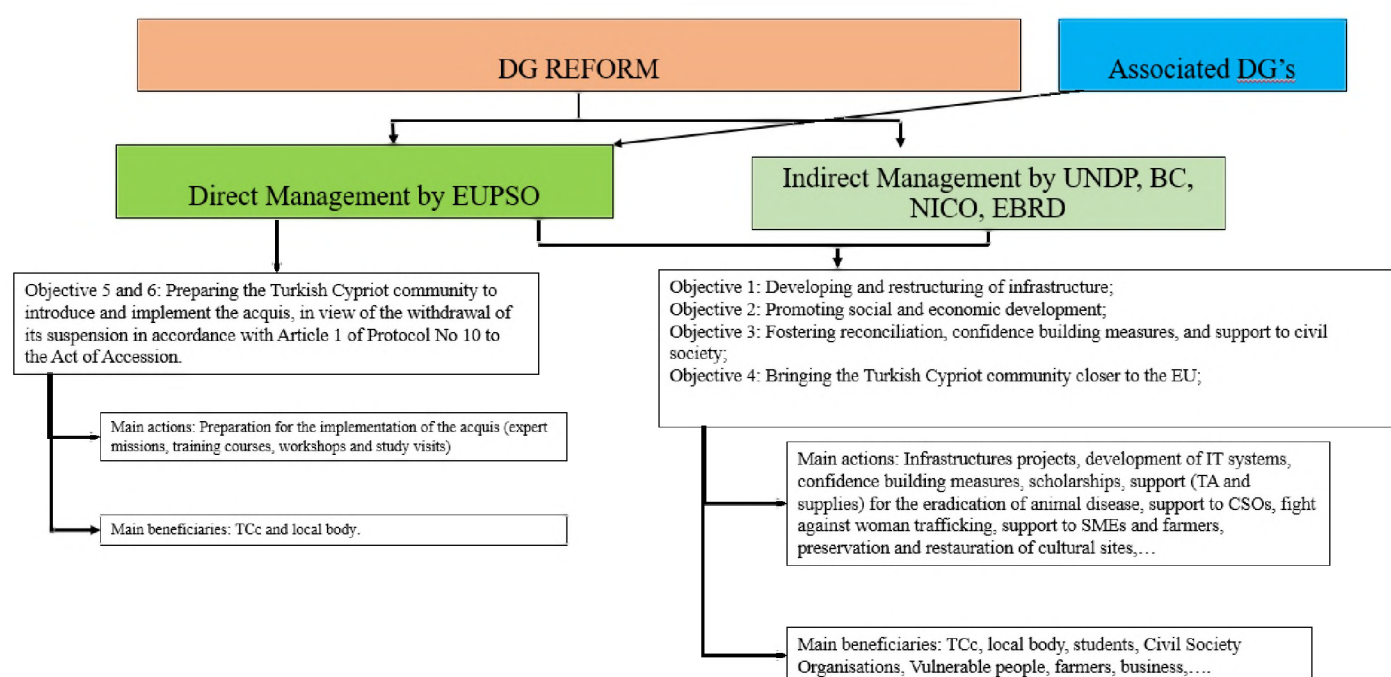 DG REFORM
Associated DG's
Direct Management by EUPSO
Indirect Management by UNDP, BC,
NICO, EBRD
Objective 5 and 6: Preparing the Turkish Cypriot community to
introduce and implement the acquis, in view of the withdrawal of
its suspension in accordance with Article 1 of Protocol No 10 to
the Act of Accession.
Main actions: Preparation for the implementation of the acquis (expert
missions, training courses, workshops and study visits)
Main beneficiaries: TCc and local body.
Objective 1: Developing and restructuring of infrastructure;
Objective 2: Promoting social and economic development;
Objective 3: Fostering reconciliation, confidence building measures, and support to civil
society;
Objective 4: Bringing the Turkish Cypriot community closer to the EU;
Main actions: Infrastructures projects, development of IT systems,
confidence building measures, scholarships, support (TA and
supplies) for the eradication of animal disease, support to CSOs, fight
against woman trafficking, support to SMEs and farmers,
preservation and restauration of cultural sites,…
Main beneficiaries: TCc, local body, students, Civil Society
Organisations, Vulnerable people, farmers, business,….